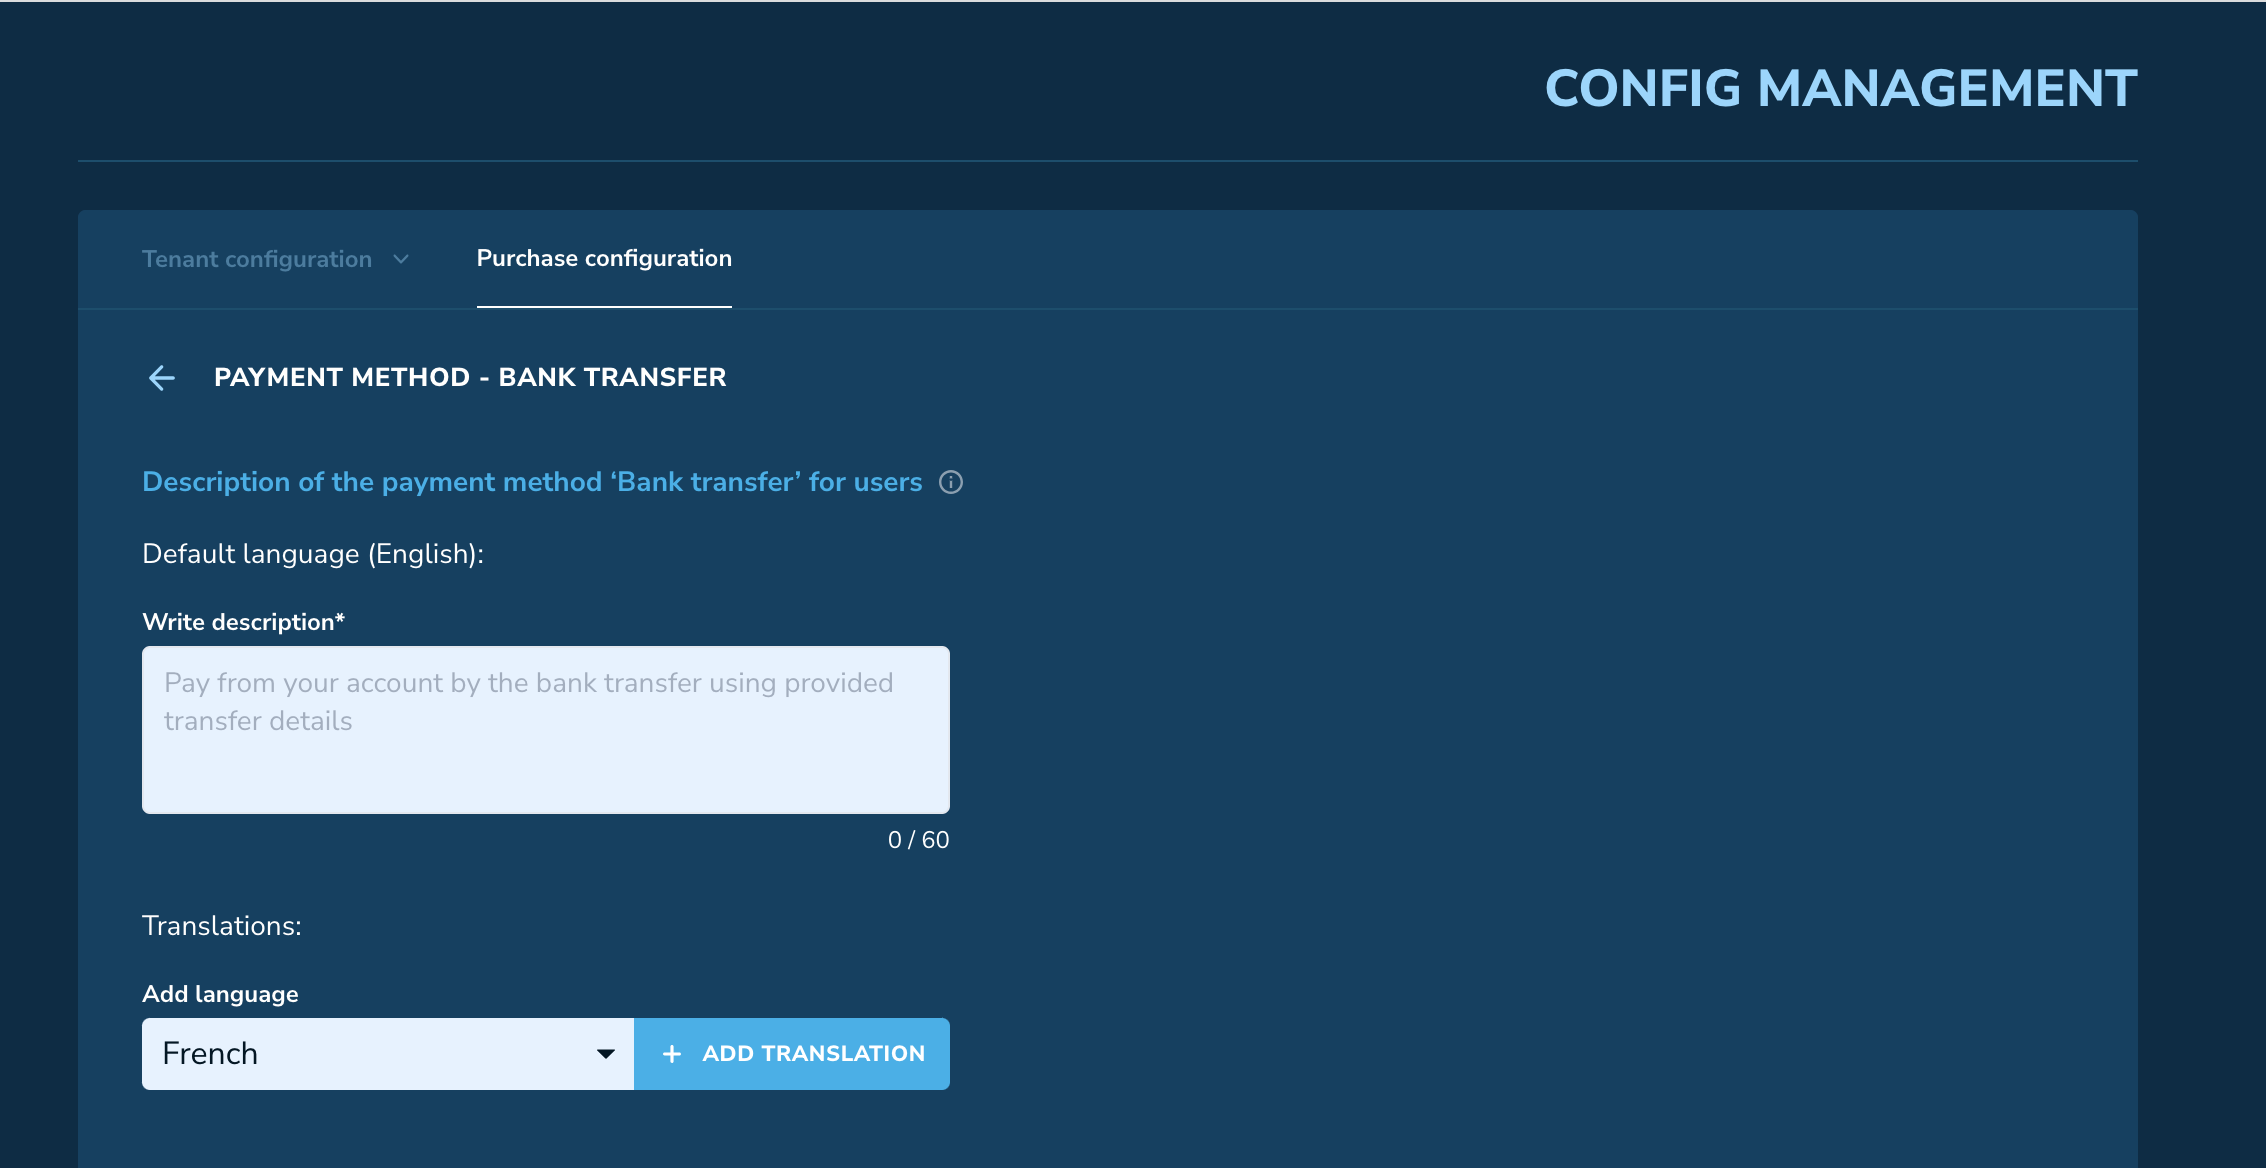 CONFIG MANAGEMENT
Tenant configuration
Purchase configuration
PAYMENT METHOD - BANK TRANSFER
Description of the payment method ‘Bank transfer’ for users
Default language (English):
Write description*
Pay from your account by the bank transfer using provided
transfer details
0 / 60
Translations:
Add language
French
+ ADD TRANSLATION